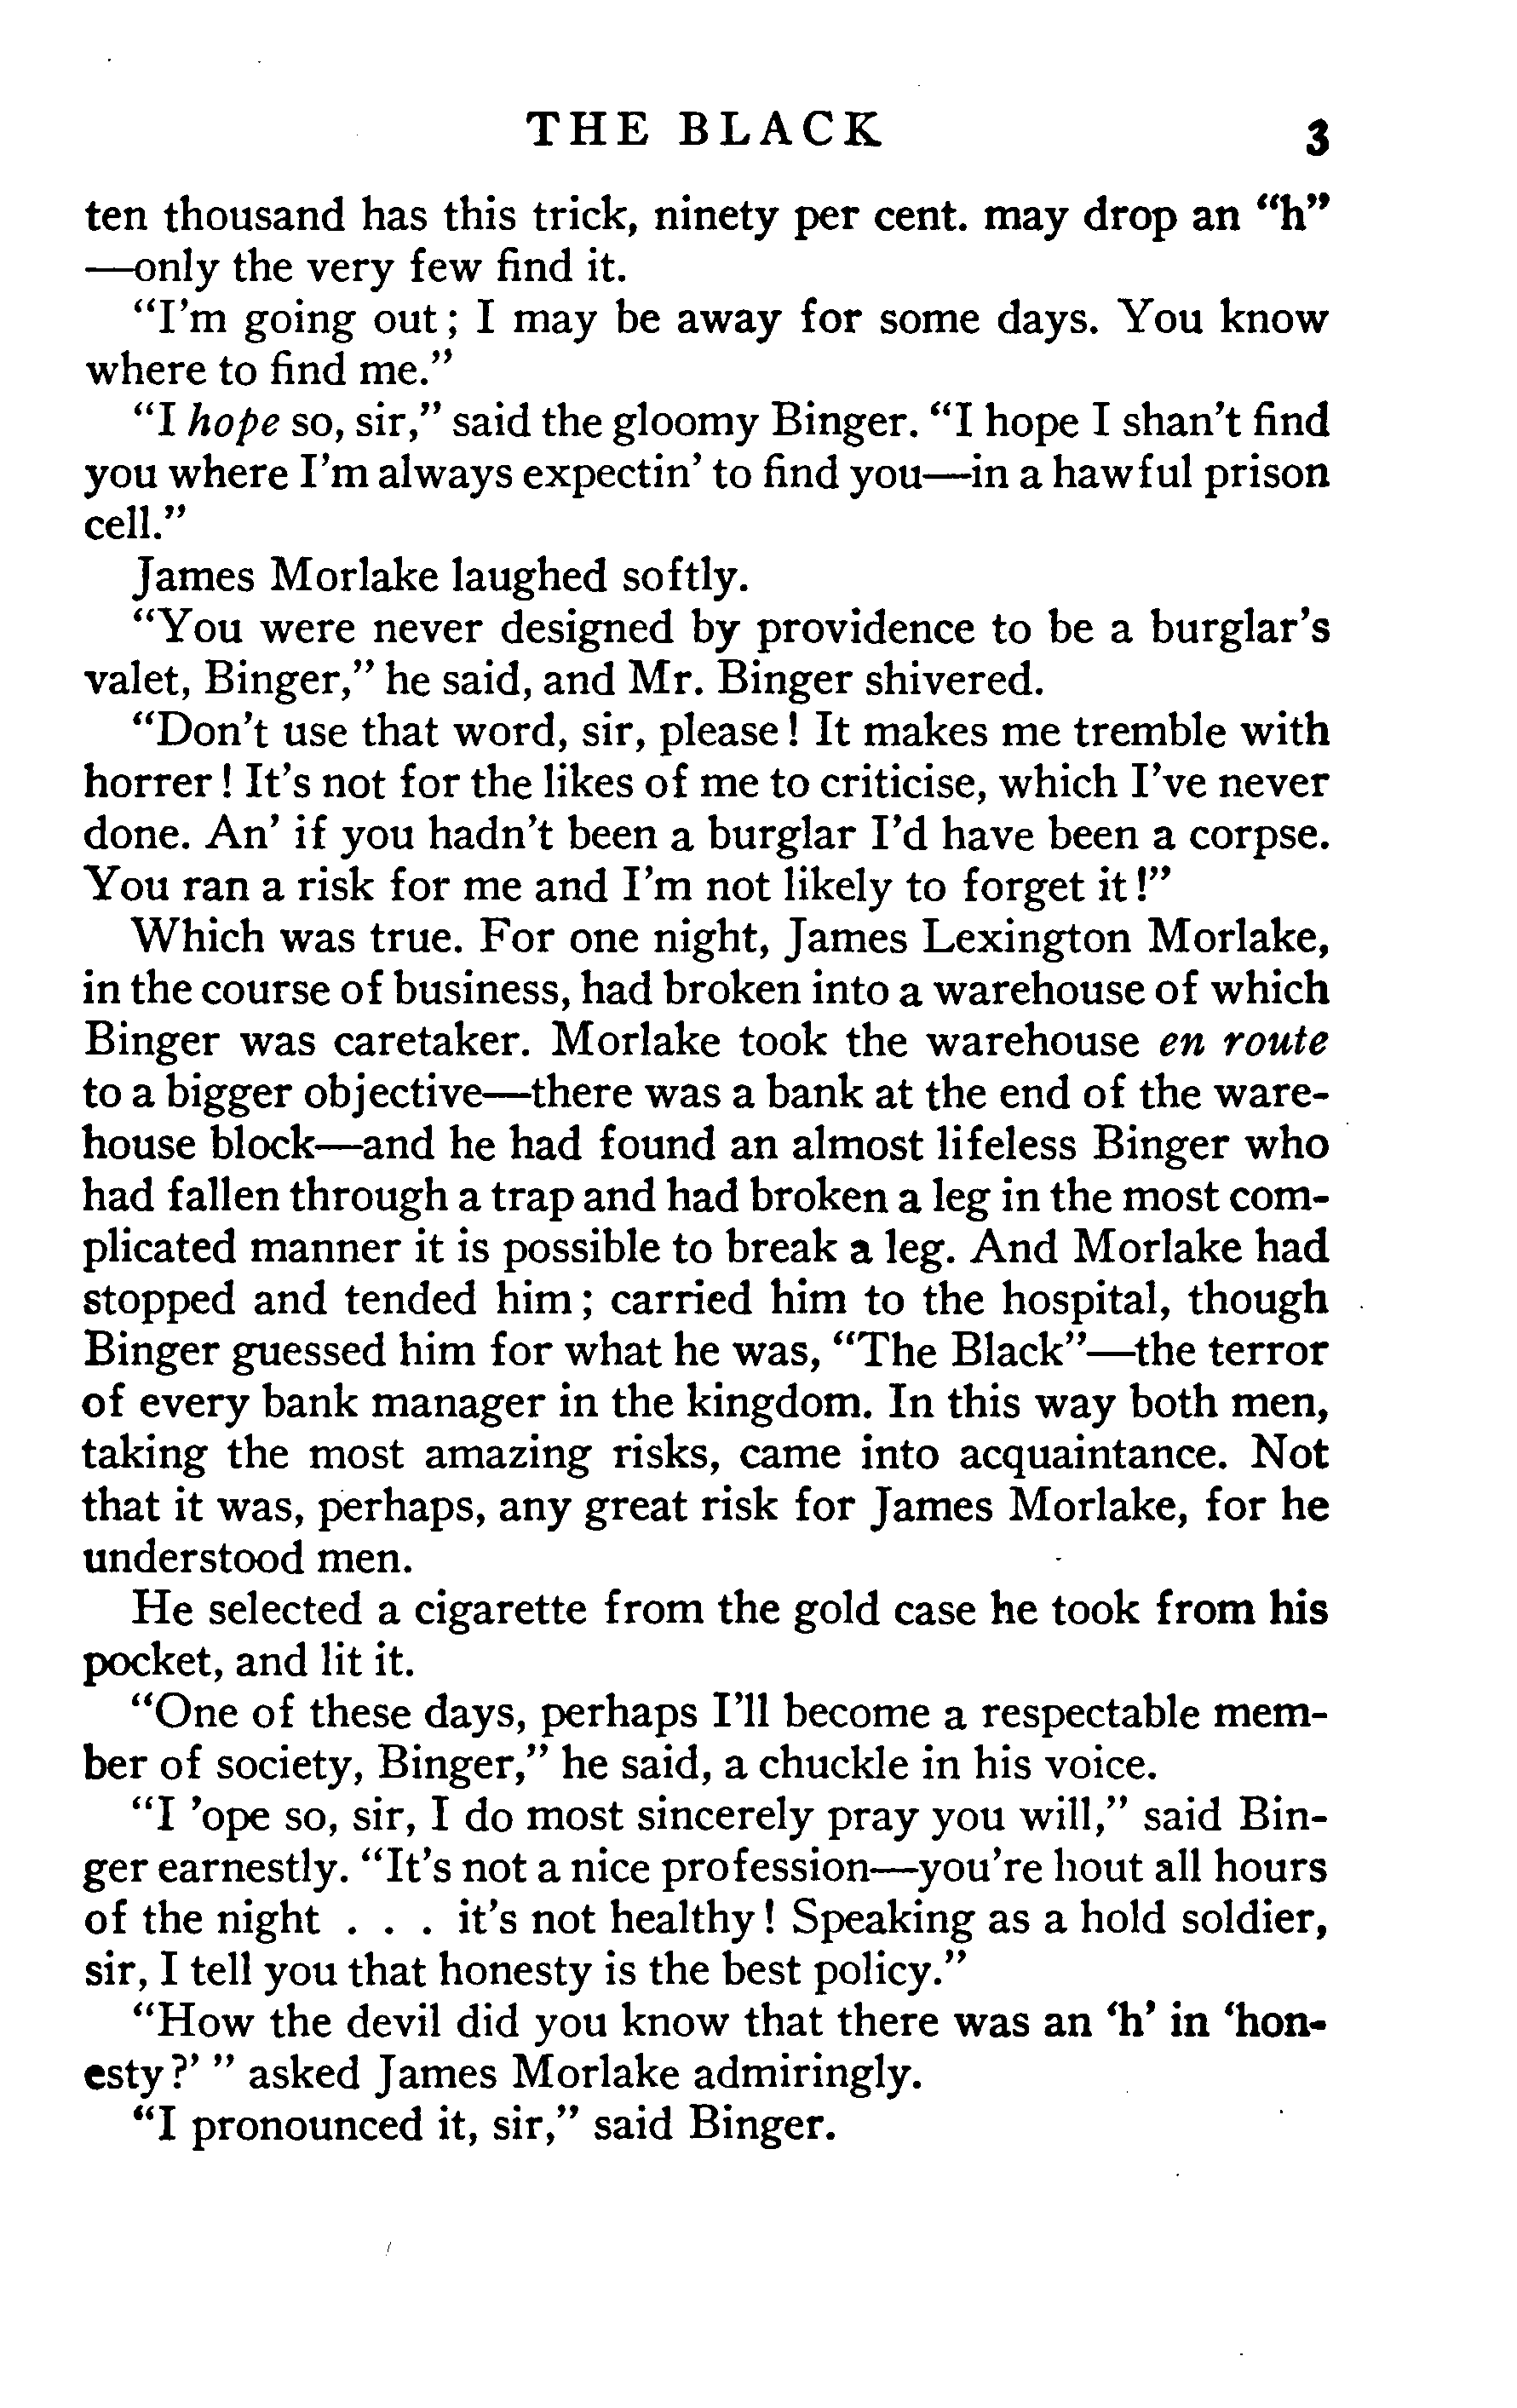 THE BLACK 3
ten thousand has this trick, ninety per cent. may drop an “h”
—only the very few find it.
“I’m going out; I may be away for some days. You know
where to find me.”
“I hope so, sir,” said the gloomy Binger. “I hope I shan’t find
you where I’m always expectin’ to find you—in a hawful prison
cell.”
James Morlake laughed softly.
“You were never designed by providence to be a burglar’s
valet, Binger,” he said, and Mr. Binger shivered.
“Don’t use that word, sir, please! It makes me tremble with
horrer! It’s not for the likes of me to criticise, which I’ve never
done. An’ if you hadn’t been a burglar I’d have been a corpse.
You ran a risk for me and I’m not likely to forget it!”
Which was true. For one night, James Lexington Morlake,
in the course of business, had broken into a warehouse of which
Binger was caretaker. Morlake took the warehouse en route
to a bigger objective—there was a bank at the end of the ware-
house block—and he had found an almost lifeless Binger who
had fallen through a trap and had broken a leg in the most com-
plicated manner it is possible to break a leg. And Morlake had
stopped and tended him; carried him to the hospital, though
Binger guessed him for what he was, “The Black”—the terror
of every bank manager in the kingdom. In this way both men,
taking the most amazing risks, came into acquaintance. Not
that it was, perhaps, any great risk for James Morlake, for he
understood men.
He selected a cigarette from the gold case he took from his
pocket, and lit it.
“One of these days, perhaps I’ll become a respectable mem-
ber of society, Binger,” he said, a chuckle in his voice.
“I ’ope so, sir, I do most sincerely pray you will,” said Bin-
ger earnestly. “It’s not a nice profession—you’re hout all hours
of the night . . . it’s not healthy! Speaking as a hold soldier,
sir, I tell you that honesty is the best policy.”
“How the devil did you know that there was an ‘h’ in ‘hon-
esty?’ ” asked James Morlake admiringly.
“I pronounced it, sir,” said Binger.